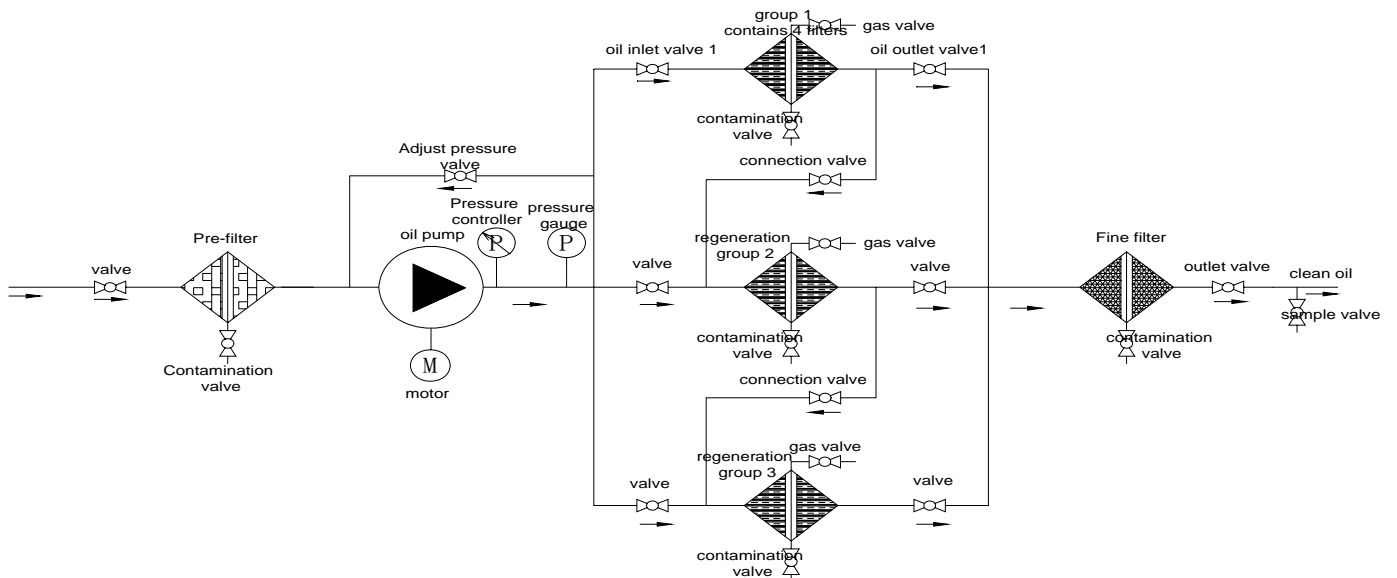 group 1
contains 4 filters
gas valve
oil inlet valve 1
oil outlet valve1
contamination
valve
Adjust pressure
valve
connection valve
Pressure
controller
pressure
gauge
P
P
Pre-filter
oil pump
regeneration
group 2
gas valve
Fine filter
valve
valve
valve
outlet valve
clean oil
sample valve
contamination
valve
contamination
valve
Contamination
valve
M
motor
connection valve
regeneration
group 3
gas valve
valve
valve
contamination
valve